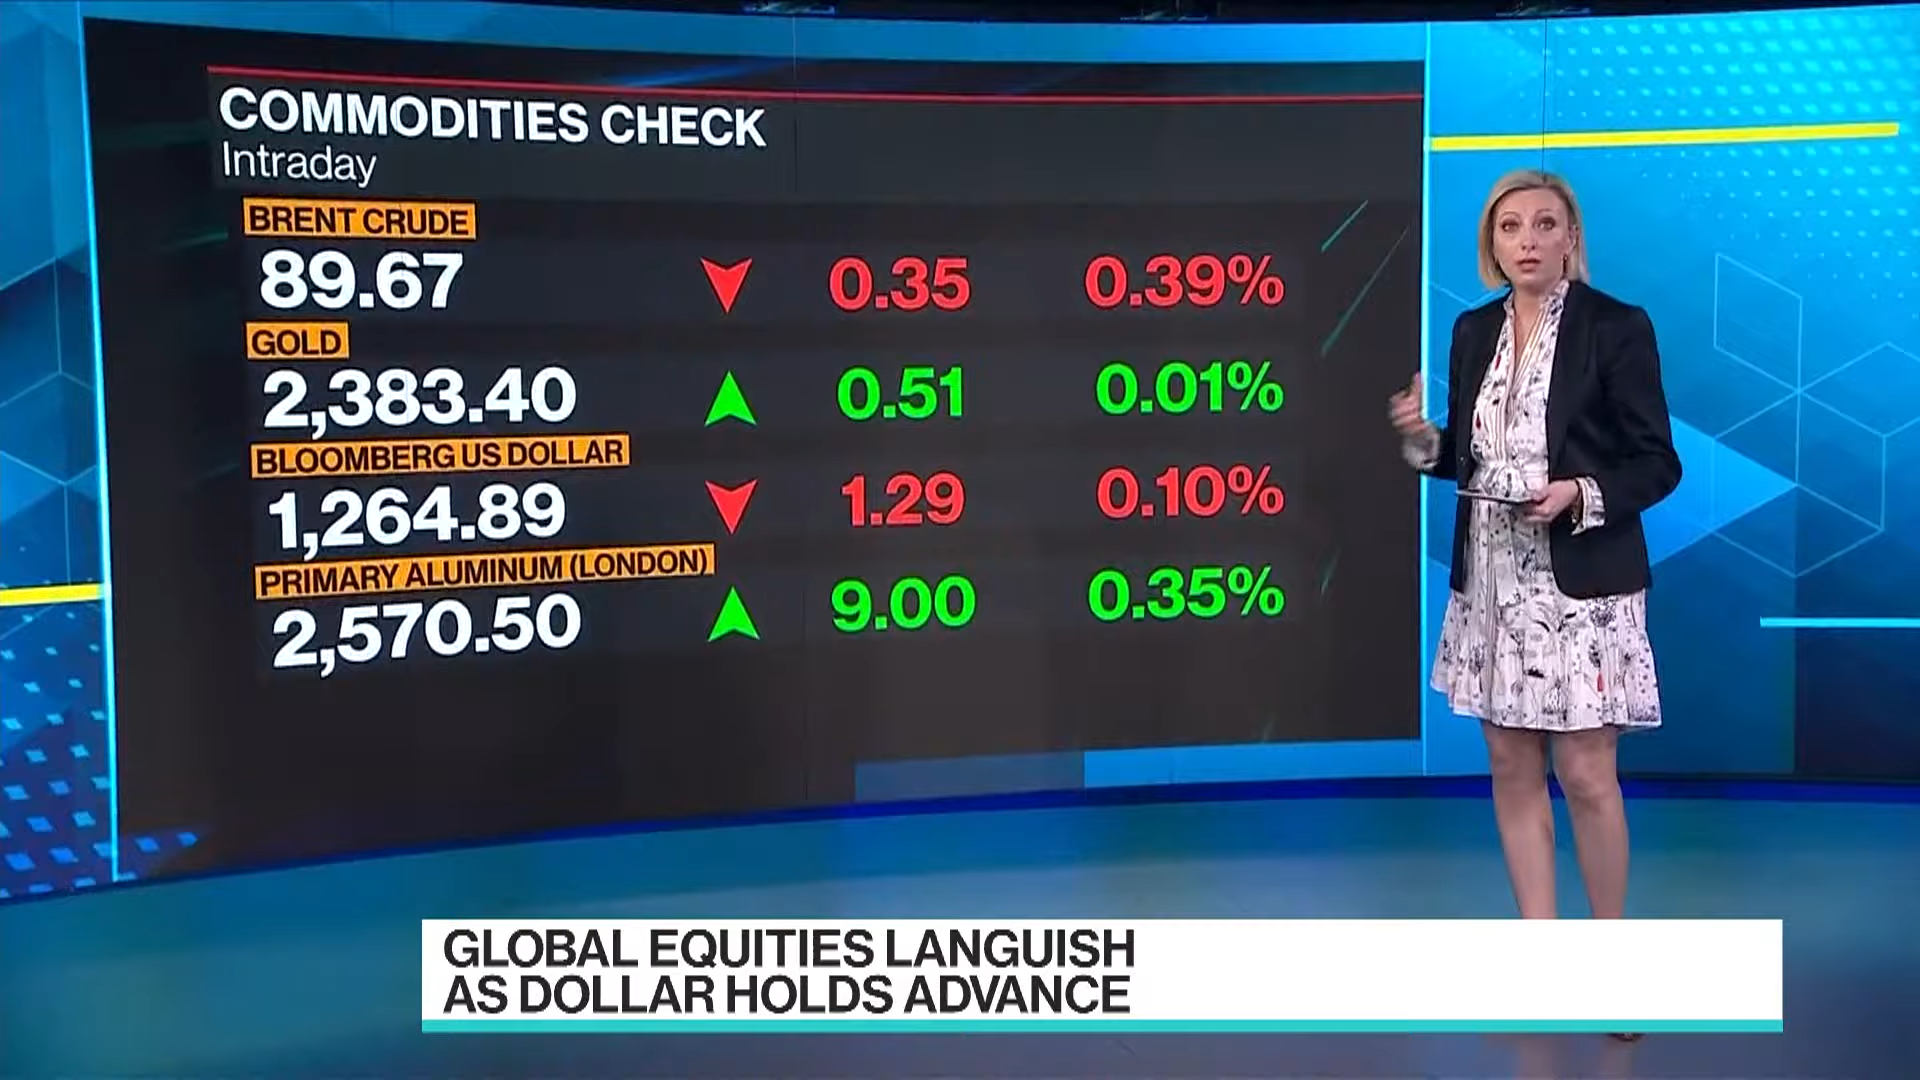 COMMODITIES CHECK
Intraday
BRENT CRUDE
89.67 0.35 0.39%
GOLD
2,383.40 0.51 0.01%
BLOOMBERG US DOLLAR
1,264.89 1.29 0.10%
PRIMARY ALUMINUM (LONDON)
2,570.50 9.00 0.35%
GLOBAL EQUITIES LANGUISH
AS DOLLAR HOLDS ADVANCE